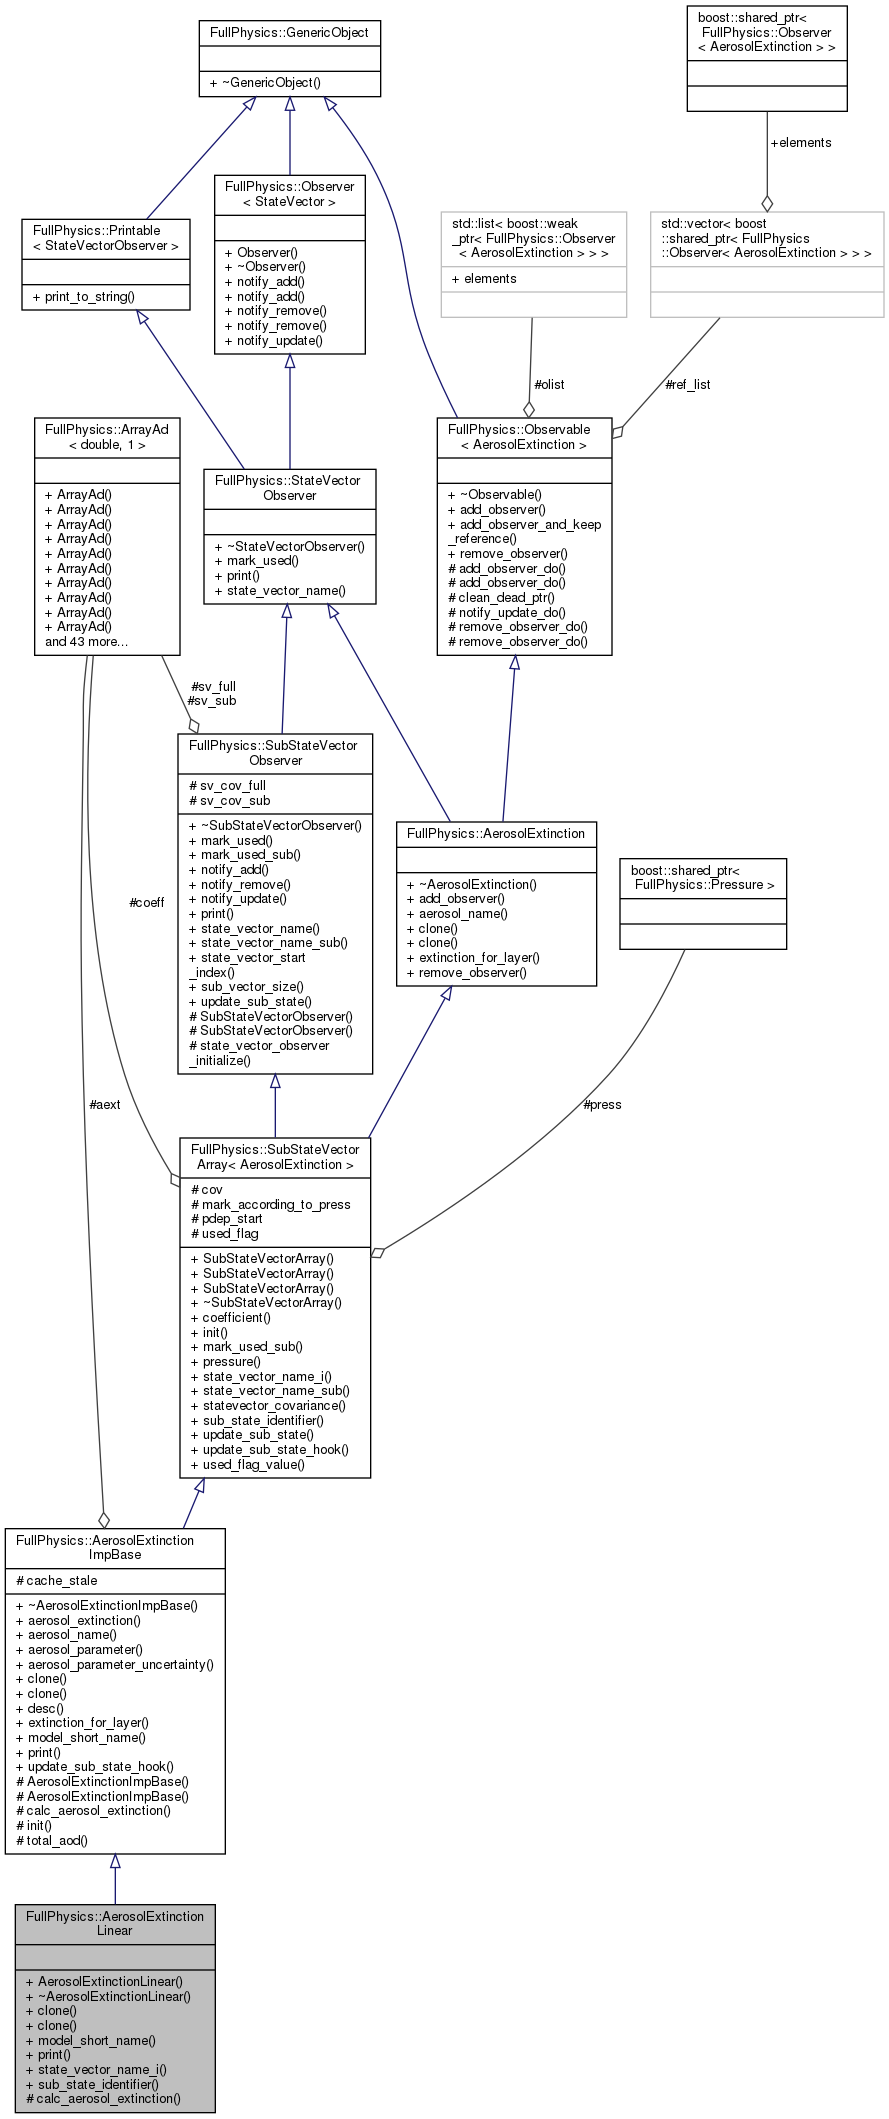 FullPhysics::GenericObject
+ ~GenericObject()
boost::shared_ptr<
FullPhysics::Observer
< AerosolExtinction > >
+elements
FullPhysics::Printable
< StateVectorObserver >
+ print_to_string()
FullPhysics::Observer
< StateVector >
+ Observer()
+ ~Observer()
+ notify_add()
+ notify_add()
+ notify_remove()
+ notify_remove()
+ notify_update()
std::list< boost::weak
_ptr< FullPhysics::Observer
< AerosolExtinction > > >
+ elements
std::vector< boost
::shared_ptr< FullPhysics
::Observer< AerosolExtinction > > >
#olist
#ref_list
FullPhysics::ArrayAd
< double, 1 >
+ ArrayAd()
+ ArrayAd()
+ ArrayAd()
+ ArrayAd()
+ ArrayAd()
+ ArrayAd()
+ ArrayAd()
+ ArrayAd()
+ ArrayAd()
+ ArrayAd()
and 43 more...
FullPhysics::StateVector
Observer
+ ~StateVectorObserver()
+ mark_used()
+ print()
+ state_vector_name()
FullPhysics::Observable
< AerosolExtinction >
+ ~Observable()
+ add_observer()
+ add_observer_and_keep
_reference()
+ remove_observer()
# add_observer_do()
# add_observer_do()
# clean_dead_ptr()
# notify_update_do()
# remove_observer_do()
# remove_observer_do()
#sv_full
#sv_sub
FullPhysics::SubStateVector
Observer
# sv_cov_full
# sv_cov_sub
+ ~SubStateVectorObserver()
+ mark_used()
+ mark_used_sub()
+ notify_add()
+ notify_remove()
+ notify_update()
+ print()
+ state_vector_name()
+ state_vector_name_sub()
+ state_vector_start
_index()
+ sub_vector_size()
+ update_sub_state()
# SubStateVectorObserver()
# SubStateVectorObserver()
# state_vector_observer
_initialize()
FullPhysics::AerosolExtinction
+ ~AerosolExtinction()
+ add_observer()
+ aerosol_name()
+ clone()
+ clone()
+ extinction_for_layer()
+ remove_observer()
boost::shared_ptr<
FullPhysics::Pressure >
#coeff
#aext
#press
FullPhysics::SubStateVector
Array< AerosolExtinction >
# cov
# mark_according_to_press
# pdep_start
# used_flag
+ SubStateVectorArray()
+ SubStateVectorArray()
+ SubStateVectorArray()
+ ~SubStateVectorArray()
+ coefficient()
+ init()
+ mark_used_sub()
+ pressure()
+ state_vector_name_i()
+ state_vector_name_sub()
+ statevector_covariance()
+ sub_state_identifier()
+ update_sub_state()
+ update_sub_state_hook()
+ used_flag_value()
FullPhysics::AerosolExtinction
ImpBase
# cache_stale
+ ~AerosolExtinctionImpBase()
+ aerosol_extinction()
+ aerosol_name()
+ aerosol_parameter()
+ aerosol_parameter_uncertainty()
+ clone()
+ clone()
+ desc()
+ extinction_for_layer()
+ model_short_name()
+ print()
+ update_sub_state_hook()
# AerosolExtinctionImpBase()
# AerosolExtinctionImpBase()
# calc_aerosol_extinction()
# init()
# total_aod()
FullPhysics::AerosolExtinction
Linear
+ AerosolExtinctionLinear()
+ ~AerosolExtinctionLinear()
+ clone()
+ clone()
+ model_short_name()
+ print()
+ state_vector_name_i()
+ sub_state_identifier()
# calc_aerosol_extinction()